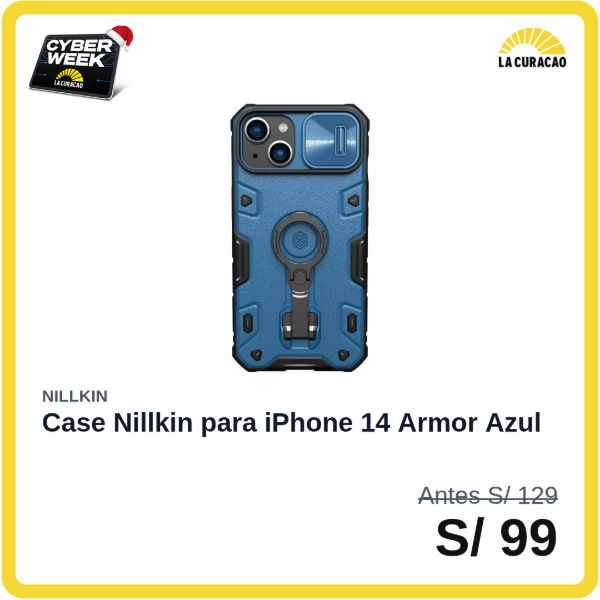 CYBER
WEEK
LA CURACAO
LA CURACAO
NILLKIN
Case Nillkin para iPhone 14 Armor Azul
Antes S/ 129
S/ 99